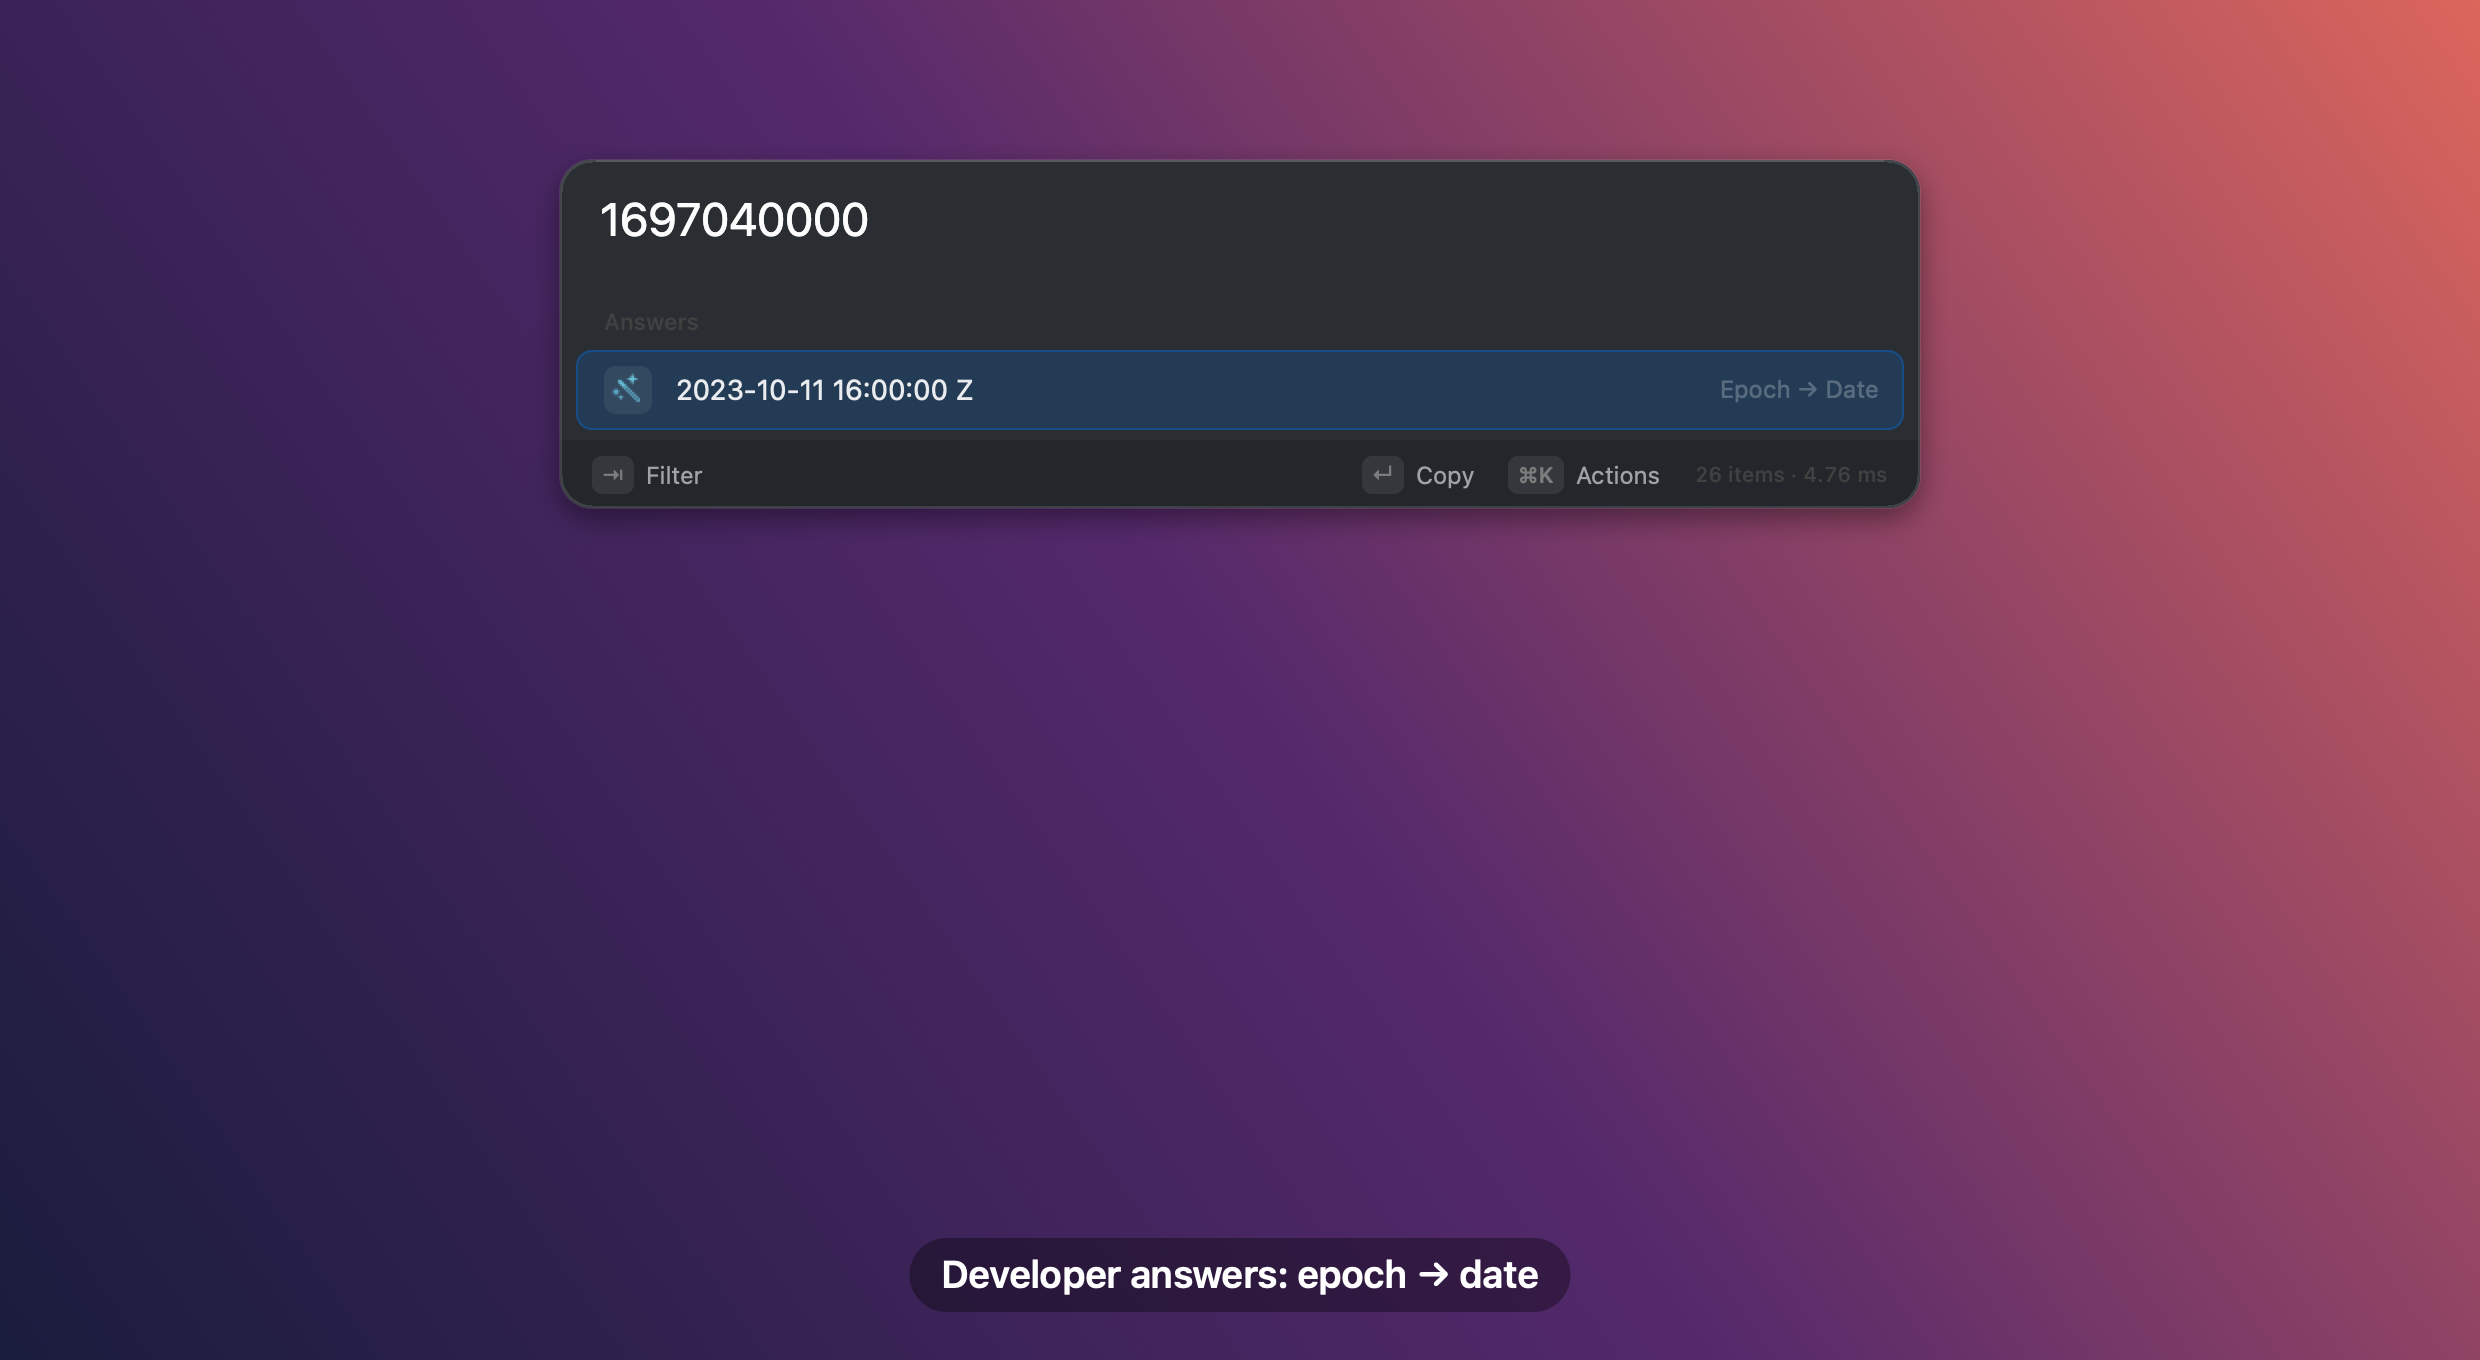 1697040000
Answers
2023-10-11 16:00:00 Z Epoch → Date
⇥ Filter ↵ Copy ⌘K Actions 26 items · 4.76 ms
Developer answers: epoch → date